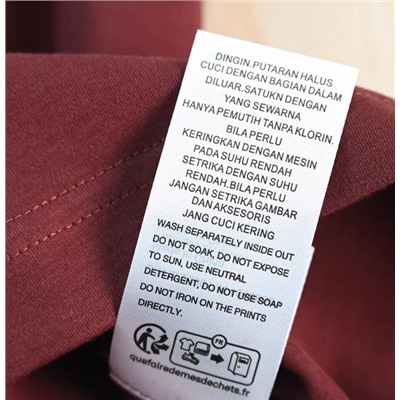 DINGIN.PUTARAN HALUS
CUCI DENGAN BAGIAN DALAM
DILUAR.SATUKN DENGAN
YANG SEWARNA
HANYA PEMUTIH TANPA KLORIN.
BILA PERLU
KERINGKAN DENGAN MESIN
PADA SUHU RENDAH
SETRIKA DENGAN SUHU
RENDAH.BILA PERLU
JANGAN SETRIKA GAMBAR
DAN AKSESORIS
JANG CUCI KERING
WASH SEPARATELY INSIDE OUT
DO NOT SOAK, DO NOT EXPOSE
TO SUN, USE NEUTRAL
DETERGENT, DO NOT USE SOAP
DO NOT IRON ON THE PRINTS
DIRECTLY.
FR
quefairedemesdechets.fr